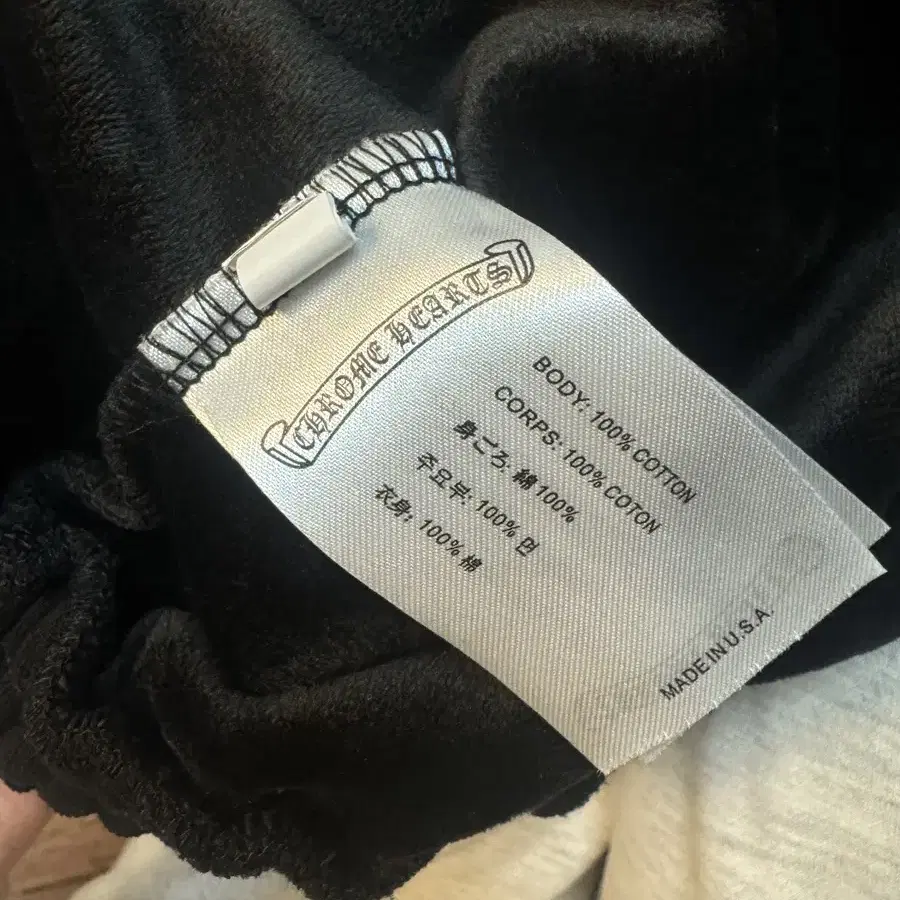 CHROME HEARTS
BODY: 100% COTTON
CORPS: 100% COTON
身ごろ: 綿 100%
주요부: 100% 면
衣身: 100% 棉
MADE IN U.S.A.